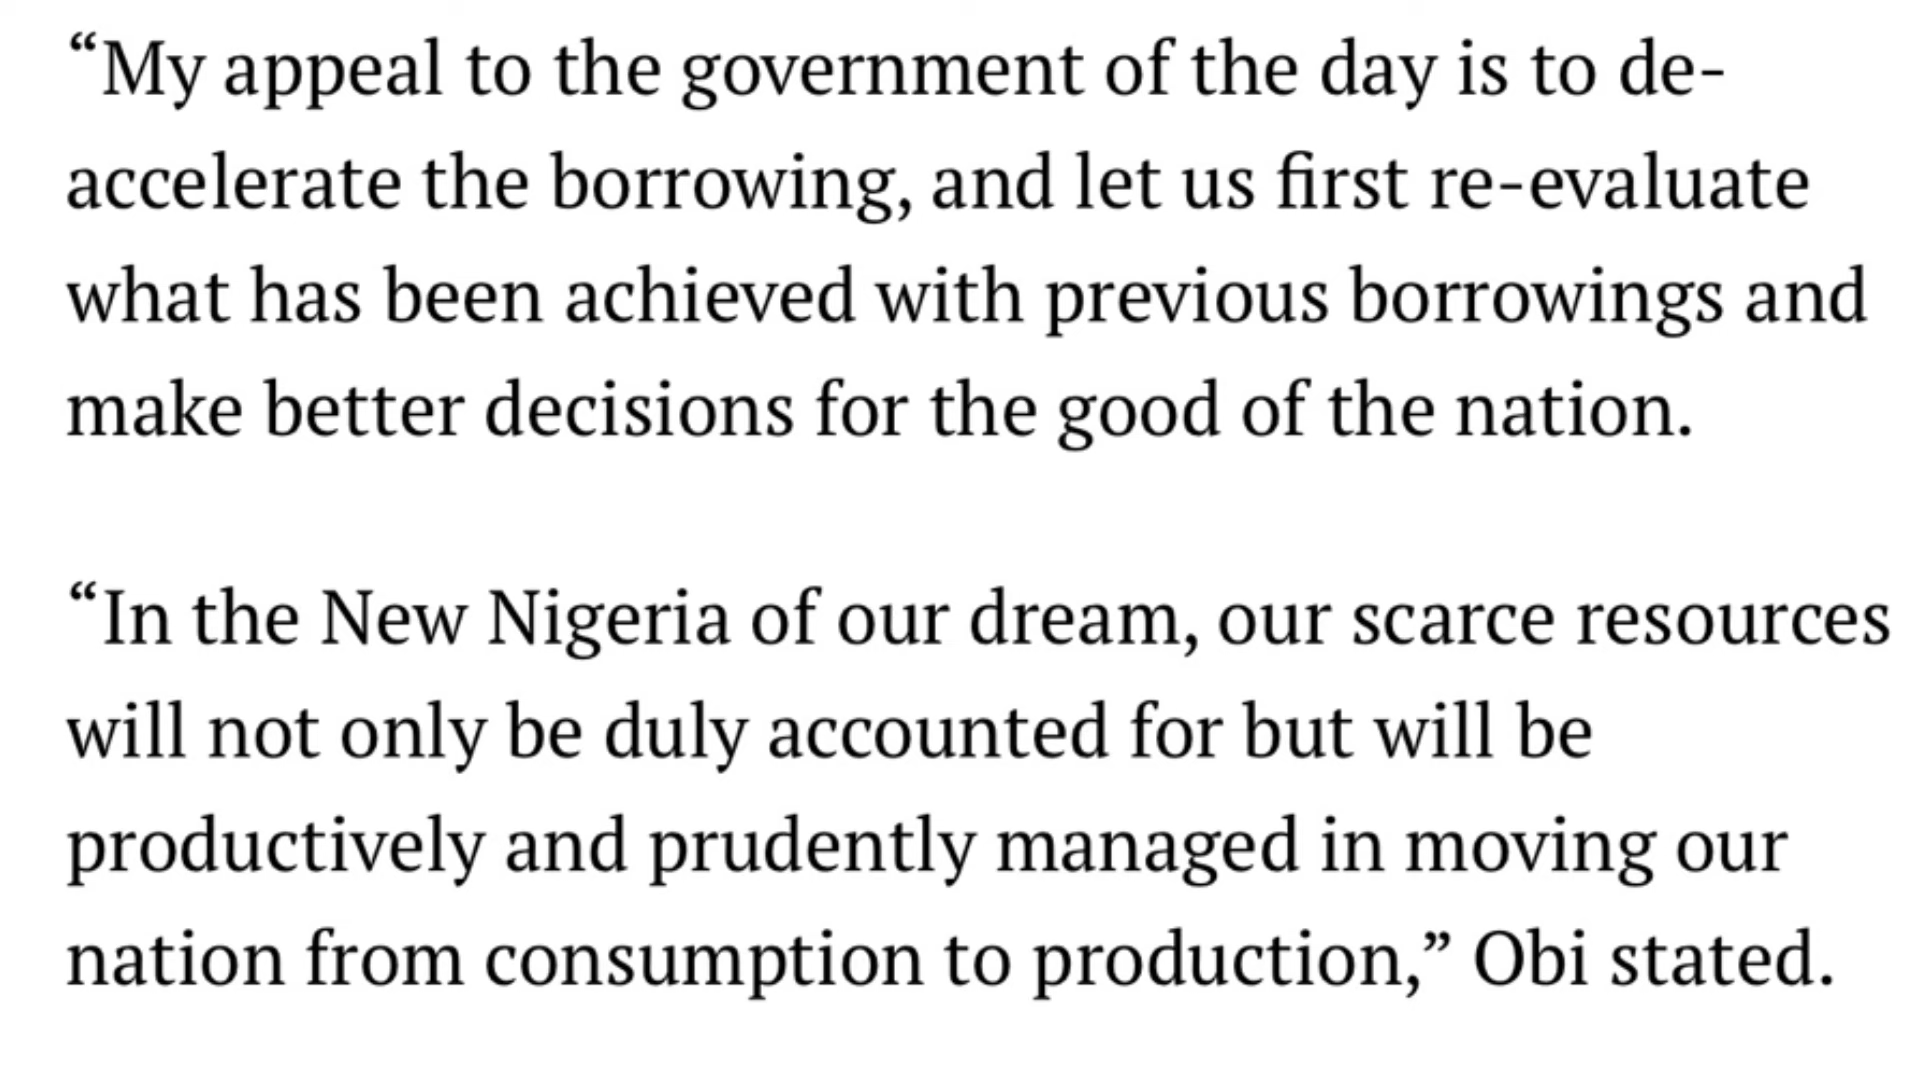 “My appeal to the government of the day is to de-
accelerate the borrowing, and let us first re-evaluate
what has been achieved with previous borrowings and
make better decisions for the good of the nation.
“In the New Nigeria of our dream, our scarce resources
will not only be duly accounted for but will be
productively and prudently managed in moving our
nation from consumption to production,” Obi stated.